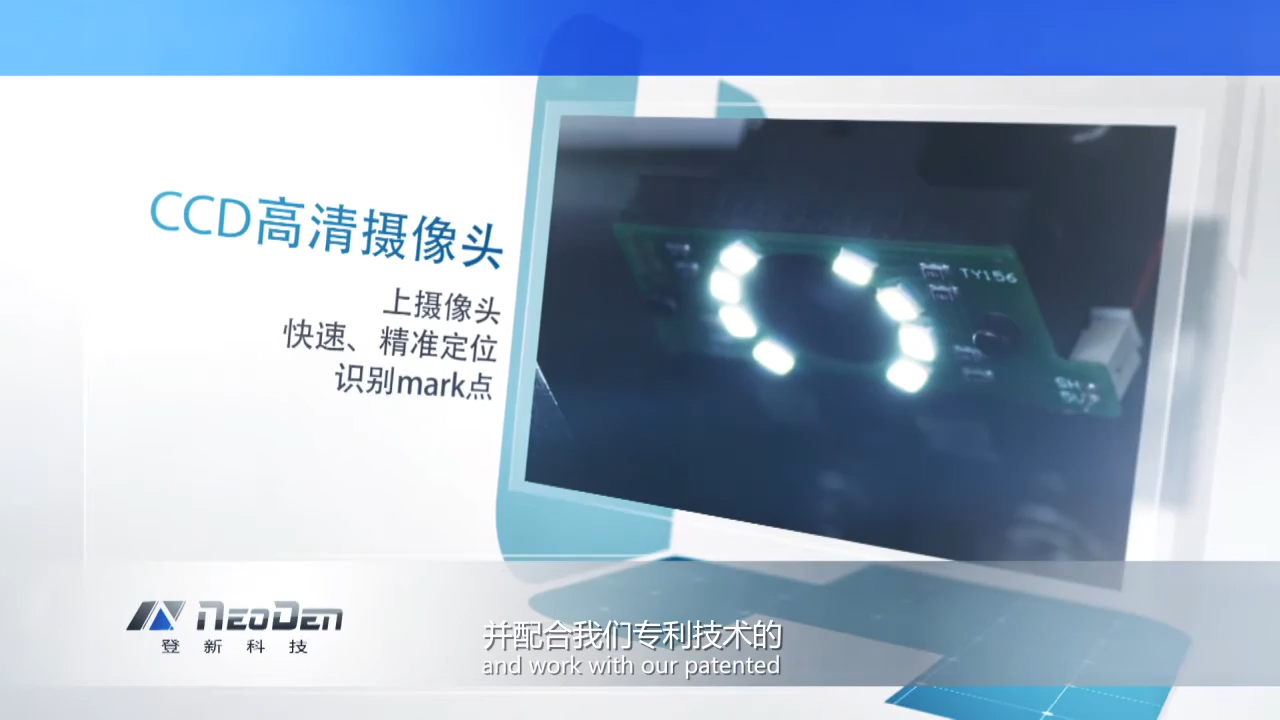 CCD高清摄像头
上摄像头
快速、精准定位
识别mark点
TY156
NEODEN
登新科技
并配合我们专利技术的
and work with our patented